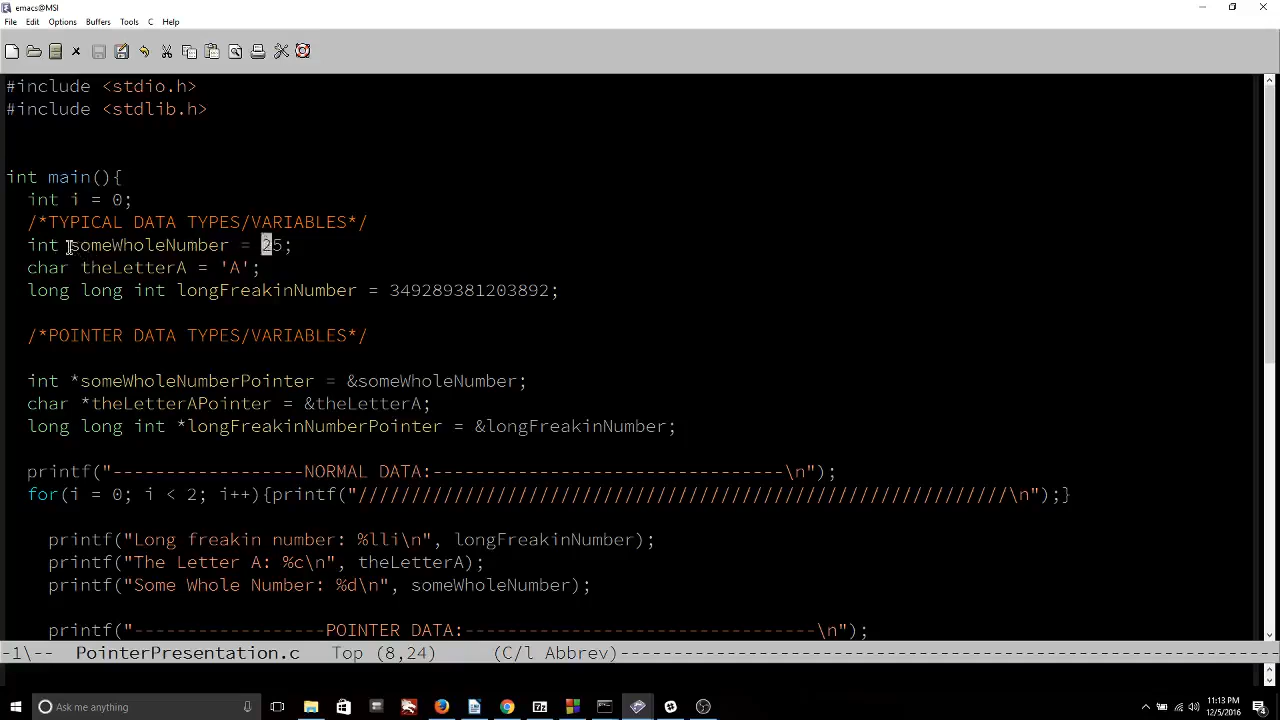 emacs@MSI
File Edit Options Buffers Tools C Help
#include <stdio.h>
#include <stdlib.h>
int main(){
int i = 0;
/*TYPICAL DATA TYPES/VARIABLES*/
int someWholeNumber = 25;
char theLetterA = 'A';
long long int longFreakinNumber = 349289381203892;
/*POINTER DATA TYPES/VARIABLES*/
int *someWholeNumberPointer = &someWholeNumber;
char *theLetterAPointer = &theLetterA;
long long int *longFreakinNumberPointer = &longFreakinNumber;
printf("------------------NORMAL DATA:---------------------------------\n");
for(i = 0; i < 2; i++){printf("/////////////////////////////////////////////////////////////\n");}
printf("Long freakin number: %lli\n", longFreakinNumber);
printf("The Letter A: %c\n", theLetterA);
printf("Some Whole Number: %d\n", someWholeNumber);
printf("------------------POINTER DATA:---------------------------------\n");
-1\-- PointerPresentation.c Top (8,24) (C/l Abbrev)--------------------------------------------------------------
Ask me anything
11:13 PM
12/5/2016